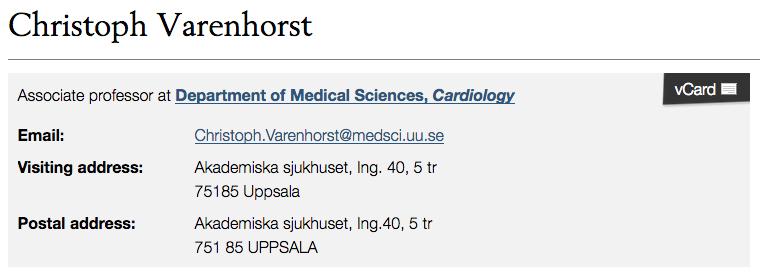 Christoph Varenhorst
vCard
Associate professor at Department of Medical Sciences, Cardiology
Email: Christoph.Varenhorst@medsci.uu.se
Visiting address: Akademiska sjukhuset, Ing. 40, 5 tr
75185 Uppsala
Postal address: Akademiska sjukhuset, Ing.40, 5 tr
751 85 UPPSALA